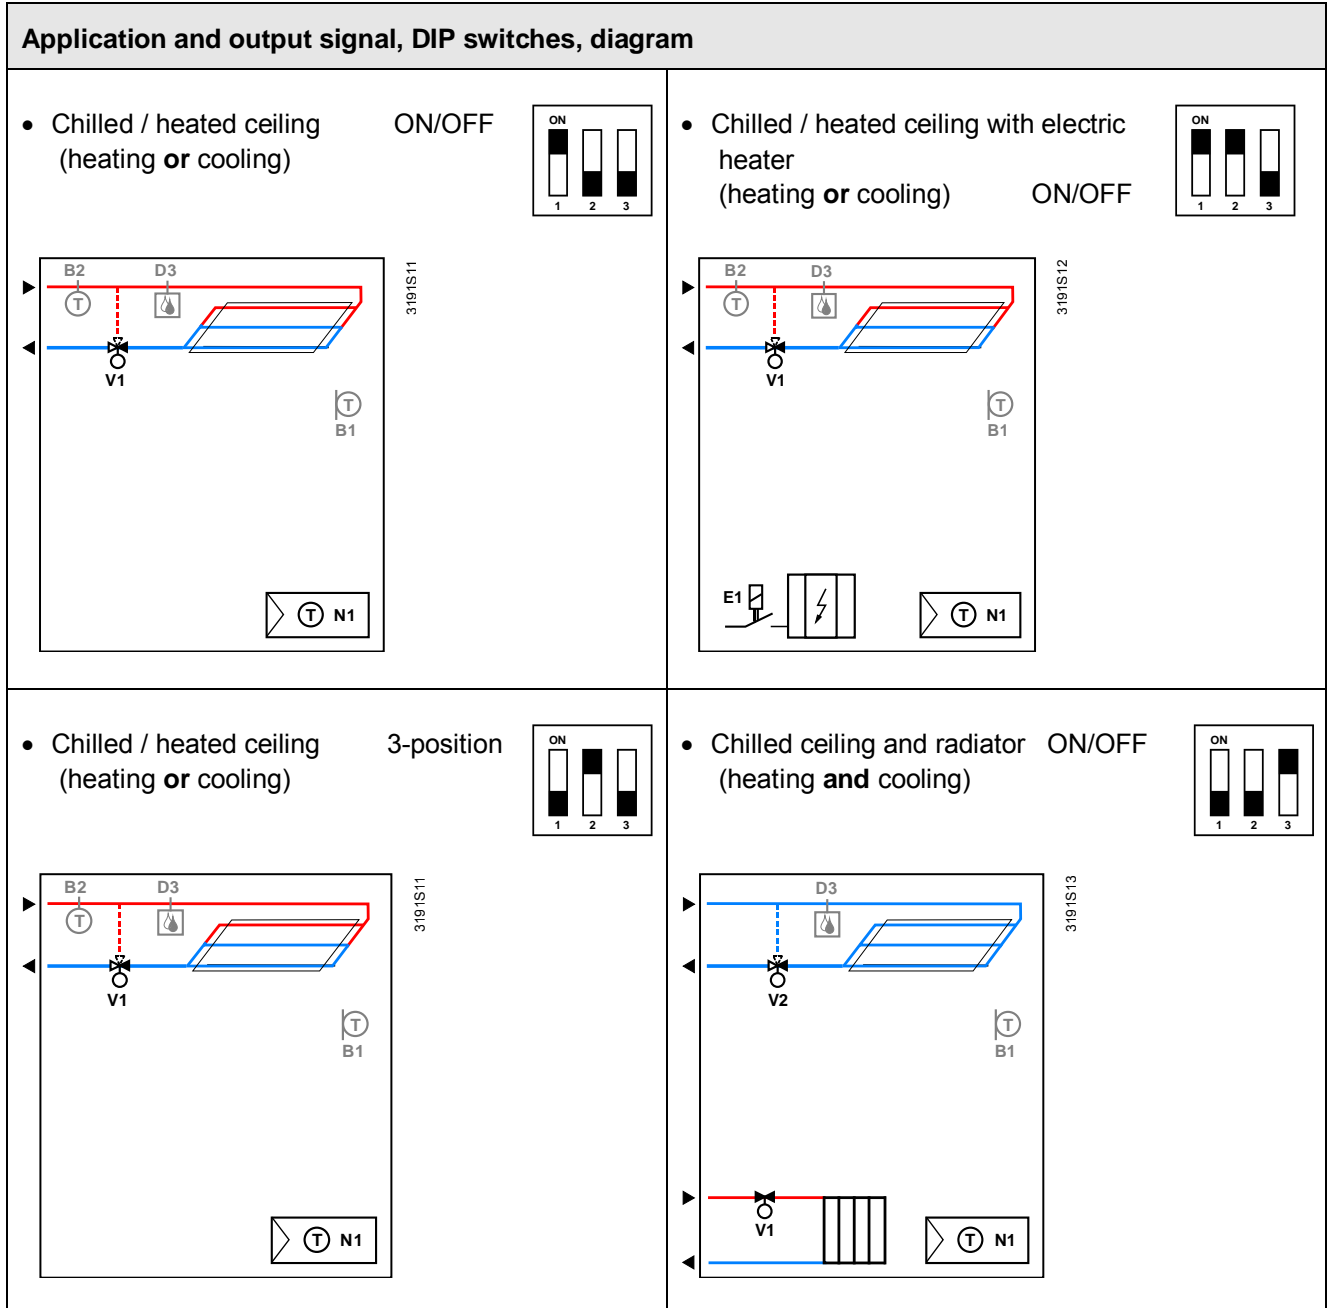 Application and output signal, DIP switches, diagram
• Chilled / heated ceiling ON/OFF
(heating or cooling)
ON
1 2 3
B2 D3
T
V1
T
B1
T N1
3191S11
• Chilled / heated ceiling with electric
heater
(heating or cooling) ON/OFF
ON
1 2 3
B2 D3
T
V1
T
B1
E1
T N1
3191S12
• Chilled / heated ceiling 3-position
(heating or cooling)
ON
1 2 3
B2 D3
T
V1
T
B1
T N1
3191S11
• Chilled ceiling and radiator ON/OFF
(heating and cooling)
ON
1 2 3
D3
V2
T
B1
V1
T N1
3191S13